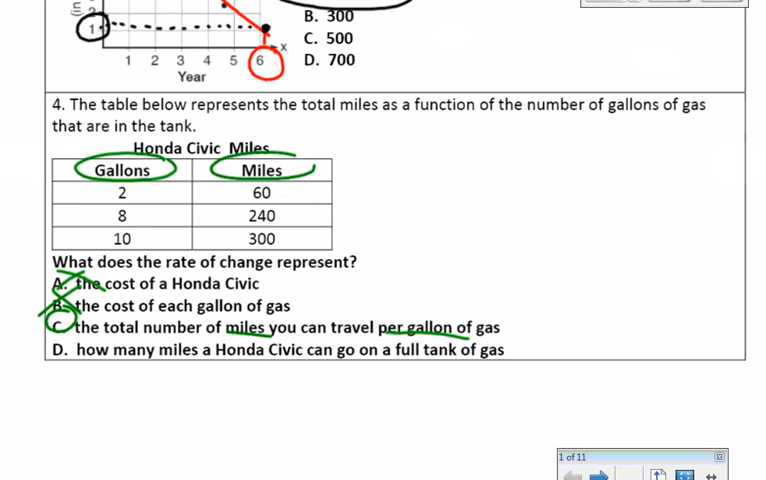 B. 300
1
C. 500
x
1 2 3 4 5 6
D. 700
Year
4. The table below represents the total miles as a function of the number of gallons of gas
that are in the tank.
Honda Civic Miles
Gallons Miles
2 60
8 240
10 300
What does the rate of change represent?
A. the cost of a Honda Civic
B. the cost of each gallon of gas
C. the total number of miles you can travel per gallon of gas
D. how many miles a Honda Civic can go on a full tank of gas
1 of 11